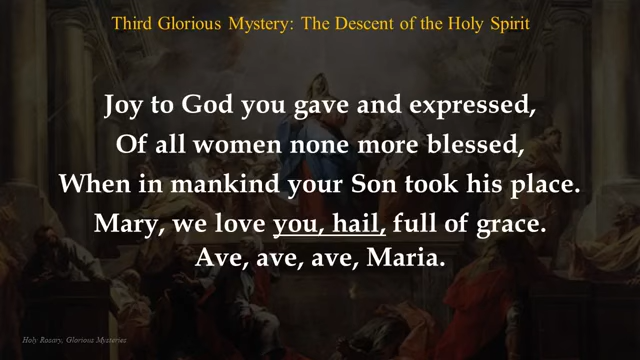 Third Glorious Mystery: The Descent of the Holy Spirit
Joy to God you gave and expressed,
Of all women none more blessed,
When in mankind your Son took his place.
Mary, we love you, hail, full of grace.
Ave, ave, ave, Maria.
Holy Rosary, Glorious Mysteries